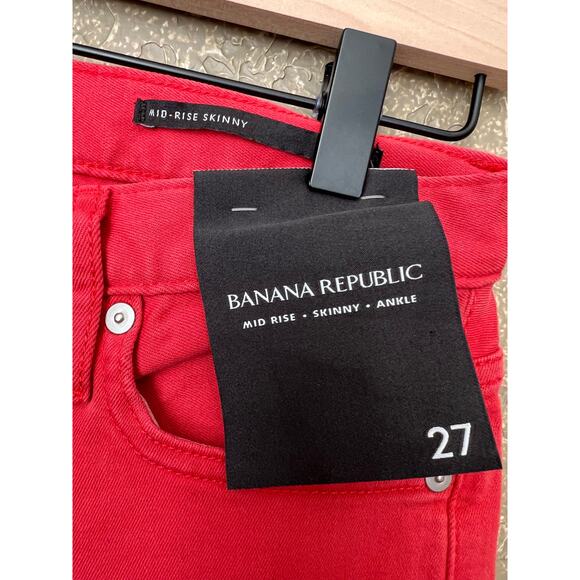 MID-RISE SKINNY
BANANA REPUBLIC
MID RISE • SKINNY • ANKLE
27